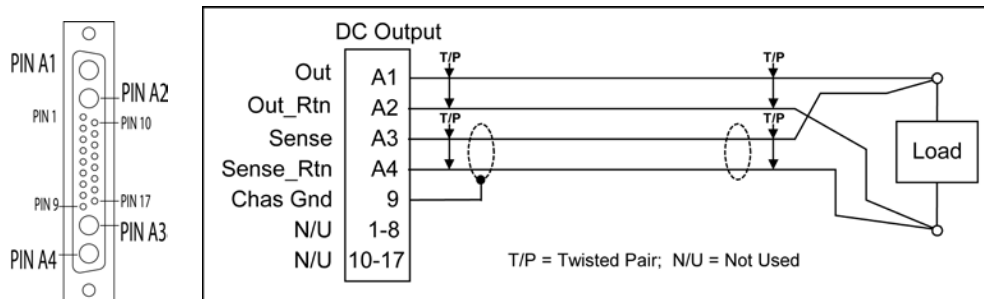 PIN A1
PIN A2
PIN 1
PIN 10
PIN 9
PIN 17
PIN A3
PIN A4
DC Output
T/P
T/P
Out A1
Out_Rtn A2
T/P
T/P
Sense A3
Sense_Rtn A4
Chas Gnd 9
N/U 1-8
N/U 10-17
Load
T/P = Twisted Pair; N/U = Not Used